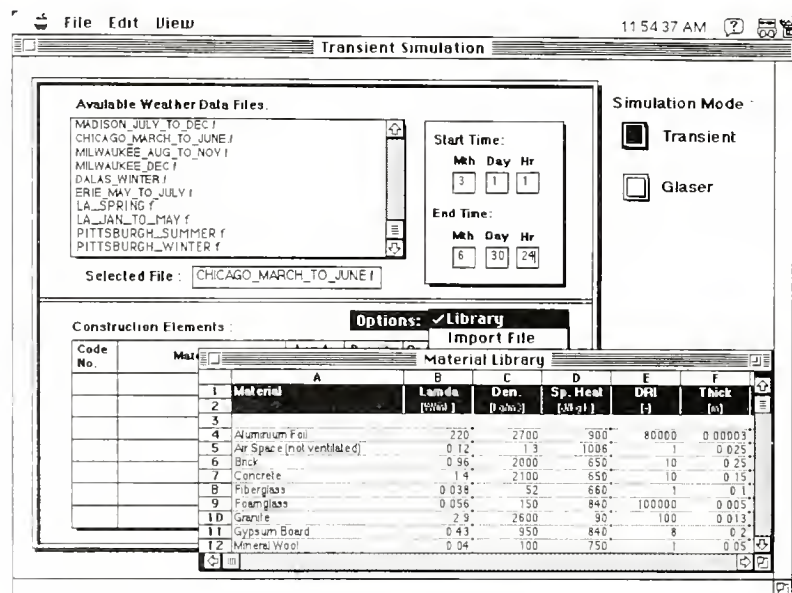 File Edit View
11 54 37 AM
Transient Simulation
Available Weather Data Files.
MADISON_JULY_TO_DEC.f
CHICAGO_MARCH_TO_JUNE.f
MILWAUKEE_AUG_TO_NOV f
MILWAUKEE_DEC f
DALAS_WINTER f
ERIE_MAY_TO_JULY f
LA_SPRING f
LA_JAN_TO_MAY f
PITTSBURGH_SUMMER f
PITTSBURGH_WINTER f
Selected File : CHICAGO_MARCH_TO_JUNE f
Start Time:
Mth Day Hr
3 1 1
End Time:
Mth Day Hr
6 30 24
Simulation Mode
Transient
Glaser
Construction Elements :
Options: ✓Library
Import File
Code No.
Material Library
A B C D E F
1 Material Lamda Den. Sp. Heat DRI Thick
2 [-] [m]
3
4 Aluminium Foil 220 2700 900 80000 0 00003
5 Air Space (not ventilated) 0 12 1 3 1006 1 0 025
6 Brick 0 96 2000 650 10 0 25
7 Concrete 1 4 2100 650 10 0 15
8 Fiberglass 0 038 52 660 1 0 1
9 Foamglass 0 056 150 840 100000 0 005
10 Granite 2 9 2600 90 100 0 013
11 Gypsum Board 0 43 950 840 8 0 2
12 Mineral Wool 0 04 100 750 1 0 05